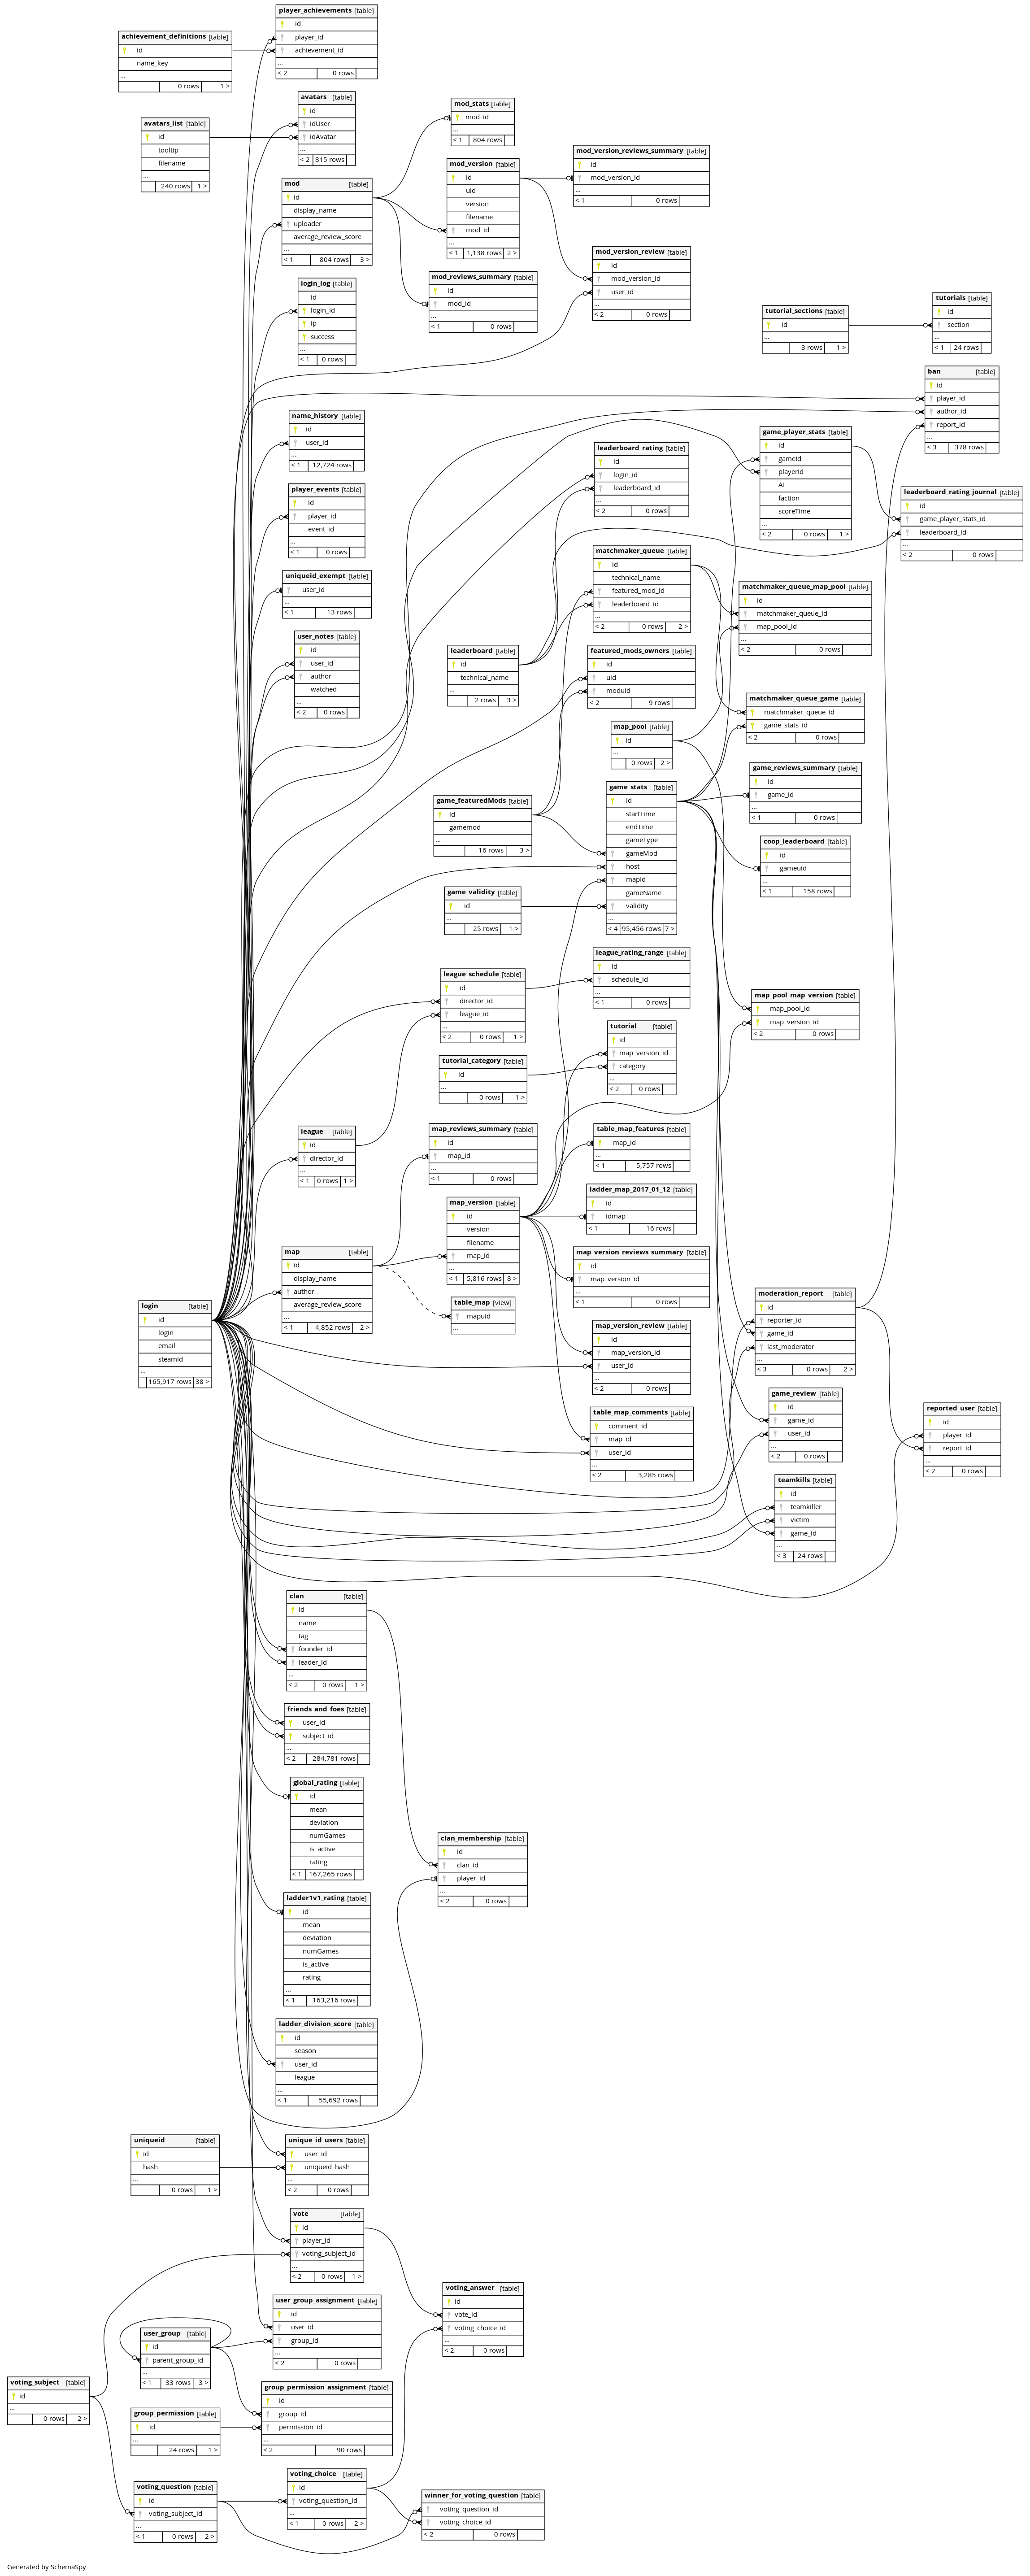 player_achievements [table]
id
player_id
achievement_id
...
< 2 0 rows
achievement_definitions [table]
id
name_key
...
0 rows 1 >
avatars [table]
id
idUser
idAvatar
...
< 2 815 rows
avatars_list [table]
id
tooltip
filename
...
240 rows 1 >
mod_stats [table]
mod_id
...
< 1 804 rows
mod_version [table]
id
uid
version
filename
mod_id
...
< 1 1,138 rows 2 >
mod_version_reviews_summary [table]
id
mod_version_id
...
< 1 0 rows
mod [table]
id
display_name
uploader
average_review_score
...
< 1 804 rows 3 >
mod_version_review [table]
id
mod_version_id
user_id
...
< 2 0 rows
mod_reviews_summary [table]
id
mod_id
...
< 1 0 rows
login_log [table]
id
login_id
ip
success
...
< 1 0 rows
tutorial_sections [table]
id
...
3 rows 1 >
tutorials [table]
id
section
...
< 1 24 rows
ban [table]
id
player_id
author_id
report_id
...
< 3 378 rows
name_history [table]
id
user_id
...
< 1 12,724 rows
game_player_stats [table]
id
gameId
playerId
AI
faction
scoreTime
...
< 2 0 rows 1 >
leaderboard_rating [table]
id
login_id
leaderboard_id
...
< 2 0 rows
player_events [table]
id
player_id
event_id
...
< 1 0 rows
leaderboard_rating_journal [table]
id
game_player_stats_id
leaderboard_id
...
< 2 0 rows
matchmaker_queue [table]
id
technical_name
featured_mod_id
leaderboard_id
...
< 2 0 rows 2 >
uniqueid_exempt [table]
user_id
...
< 1 13 rows
matchmaker_queue_map_pool [table]
id
matchmaker_queue_id
map_pool_id
...
< 2 0 rows
user_notes [table]
id
user_id
author
watched
...
< 2 0 rows
leaderboard [table]
id
technical_name
...
2 rows 3 >
featured_mods_owners [table]
id
uid
moduid
< 2 9 rows
matchmaker_queue_game [table]
matchmaker_queue_id
game_stats_id
< 2 0 rows
map_pool [table]
id
...
0 rows 2 >
game_reviews_summary [table]
id
game_id
...
< 1 0 rows
game_stats [table]
id
startTime
endTime
gameType
gameMod
host
mapId
gameName
validity
...
< 4 95,456 rows 7 >
game_featuredMods [table]
id
gamemod
...
16 rows 3 >
coop_leaderboard [table]
id
gameuid
...
< 1 158 rows
game_validity [table]
id
...
25 rows 1 >
league_rating_range [table]
id
schedule_id
...
< 1 0 rows
league_schedule [table]
id
director_id
league_id
...
< 2 0 rows 1 >
map_pool_map_version [table]
map_pool_id
map_version_id
< 2 0 rows
tutorial [table]
id
map_version_id
category
...
< 2 0 rows
tutorial_category [table]
id
...
0 rows 1 >
league [table]
id
director_id
...
< 1 0 rows 1 >
map_reviews_summary [table]
id
map_id
...
< 1 0 rows
table_map_features [table]
map_id
...
< 1 5,757 rows
ladder_map_2017_01_12 [table]
id
idmap
< 1 16 rows
map_version [table]
id
version
filename
map_id
...
< 1 5,816 rows 8 >
map [table]
id
display_name
author
average_review_score
...
< 1 4,852 rows 2 >
map_version_reviews_summary [table]
id
map_version_id
...
< 1 0 rows
table_map [view]
mapuid
...
login [table]
id
login
email
steamid
...
165,917 rows 38 >
map_version_review [table]
id
map_version_id
user_id
...
< 2 0 rows
moderation_report [table]
id
reporter_id
game_id
last_moderator
...
< 3 0 rows 2 >
game_review [table]
id
game_id
user_id
...
< 2 0 rows
reported_user [table]
id
player_id
report_id
...
< 2 0 rows
table_map_comments [table]
comment_id
map_id
user_id
...
< 2 3,285 rows
teamkills [table]
id
teamkiller
victim
game_id
...
< 3 24 rows
clan [table]
id
name
tag
founder_id
leader_id
...
< 2 0 rows 1 >
friends_and_foes [table]
user_id
subject_id
...
< 2 284,781 rows
global_rating [table]
id
mean
deviation
numGames
is_active
rating
< 1 167,265 rows
clan_membership [table]
id
clan_id
player_id
...
< 2 0 rows
ladder1v1_rating [table]
id
mean
deviation
numGames
is_active
rating
...
< 1 163,216 rows
ladder_division_score [table]
id
season
user_id
league
...
< 1 55,692 rows
uniqueid [table]
id
hash
...
0 rows 1 >
unique_id_users [table]
user_id
uniqueid_hash
...
< 2 0 rows
vote [table]
id
player_id
voting_subject_id
...
< 2 0 rows 1 >
voting_answer [table]
id
vote_id
voting_choice_id
...
< 2 0 rows
user_group_assignment [table]
id
user_id
group_id
...
< 2 0 rows
user_group [table]
id
parent_group_id
...
< 1 33 rows 3 >
voting_subject [table]
id
...
0 rows 2 >
group_permission_assignment [table]
id
group_id
permission_id
...
< 2 90 rows
group_permission [table]
id
...
24 rows 1 >
voting_choice [table]
id
voting_question_id
...
< 1 0 rows 2 >
voting_question [table]
id
voting_subject_id
...
< 1 0 rows 2 >
winner_for_voting_question [table]
voting_question_id
voting_choice_id
< 2 0 rows
Generated by SchemaSpy